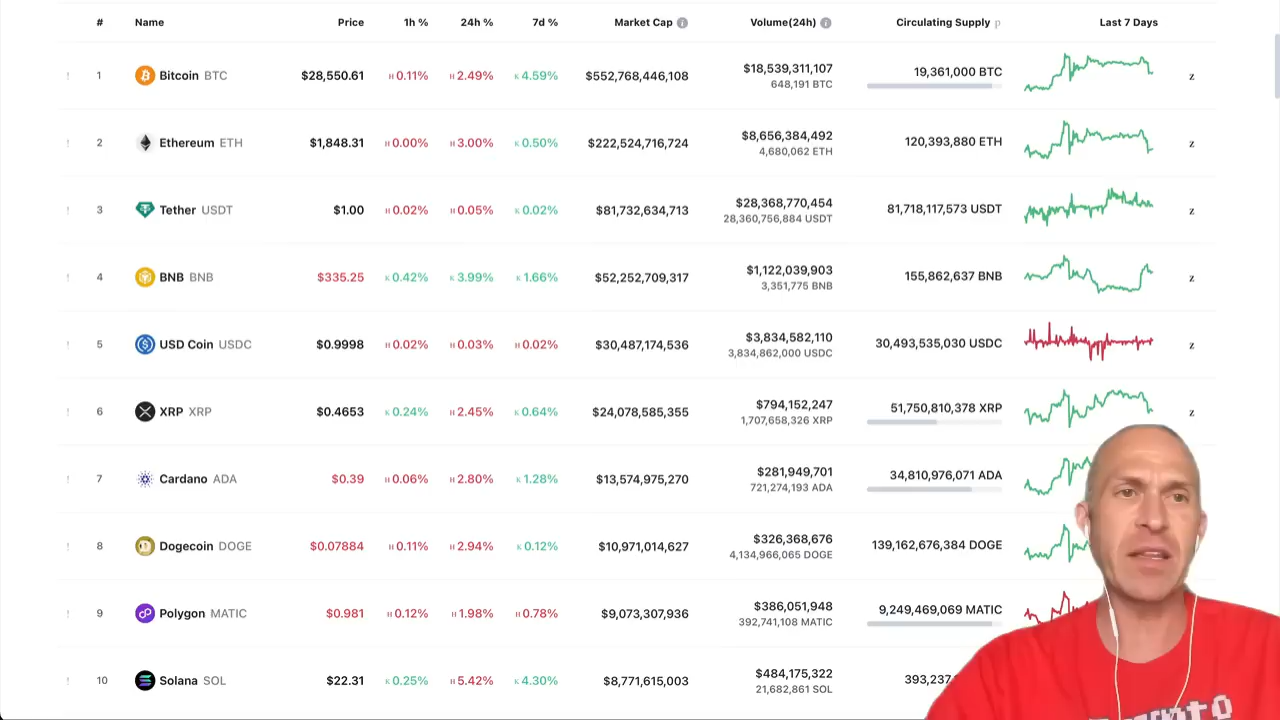 # Name Price 1h % 24h % 7d % Market Cap Volume(24h) Circulating Supply p Last 7 Days
! 1 Bitcoin BTC $28,550.61 0.11% 2.49% 4.59% $552,768,446,108 $18,539,311,107 19,361,000 BTC z
648,191 BTC
! 2 Ethereum ETH $1,848.31 0.00% 3.00% 0.50% $222,524,716,724 $8,656,384,492 120,393,880 ETH z
4,680,062 ETH
! 3 Tether USDT $1.00 0.02% 0.05% 0.02% $81,732,634,713 $28,368,770,454 81,718,117,573 USDT z
28,360,756,884 USDT
! 4 BNB BNB $335.25 0.42% 3.99% 1.66% $52,252,709,317 $1,122,039,903 155,862,637 BNB z
3,351,775 BNB
! 5 USD Coin USDC $0.9998 0.02% 0.03% 0.02% $30,487,174,536 $3,834,582,110 30,493,535,030 USDC z
3,834,862,000 USDC
! 6 XRP XRP $0.4653 0.24% 2.45% 0.64% $24,078,585,355 $794,152,247 51,750,810,378 XRP z
1,707,658,326 XRP
! 7 Cardano ADA $0.39 0.06% 2.80% 1.28% $13,574,975,270 $281,949,701 34,810,976,071 ADA
721,274,193 ADA
! 8 Dogecoin DOGE $0.07884 0.11% 2.94% 0.12% $10,971,014,627 $326,368,676 139,162,676,384 DOGE
4,134,966,065 DOGE
! 9 Polygon MATIC $0.981 0.12% 1.98% 0.78% $9,073,307,936 $386,051,948 9,249,469,069 MATIC
392,741,108 MATIC
! 10 Solana SOL $22.31 0.25% 5.42% 4.30% $8,771,615,003 $484,175,322 393,237
21,682,861 SOL